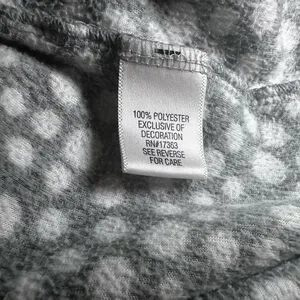 100% POLYESTER
EXCLUSIVE OF
DECORATION
RN#17363
SEE REVERSE
FOR CARE